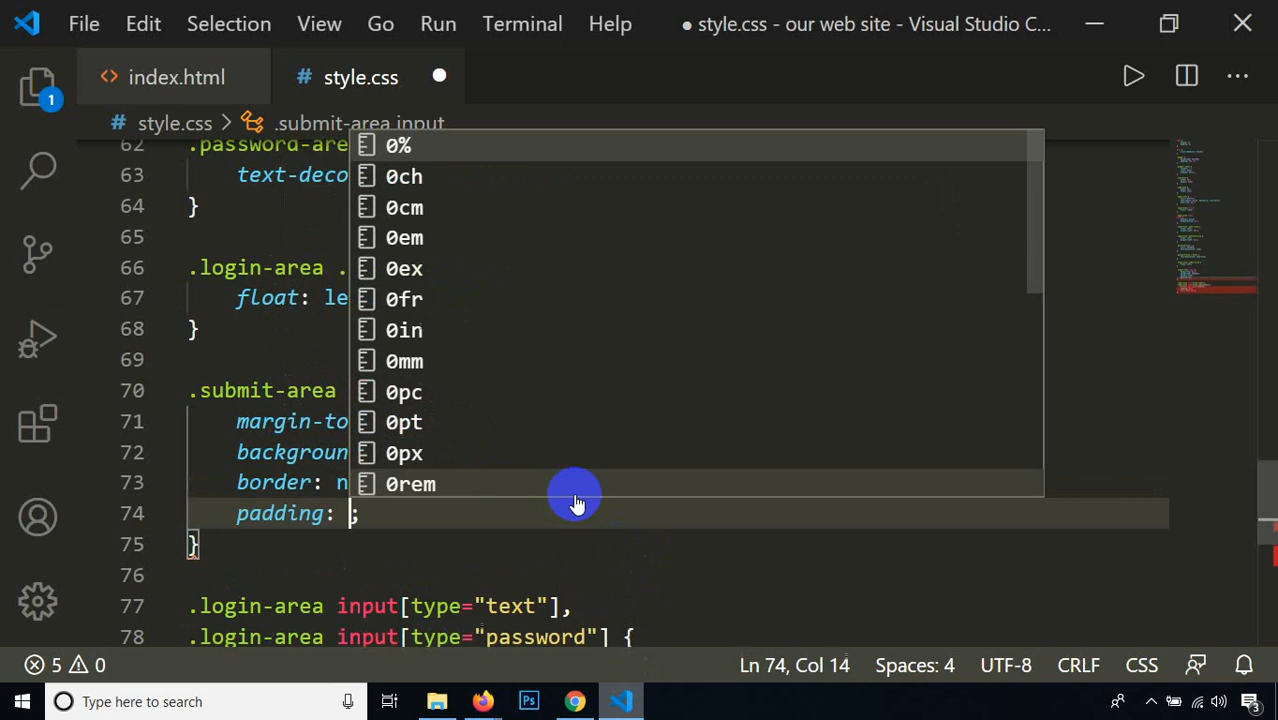 File Edit Selection View Go Run Terminal Help ● style.css - our web site - Visual Studio C...
1
<> index.html # style.css
# style.css > .submit-area input
62 .password-are
63 text-deco
64 }
65
66 .login-area .
67 float: le
68 }
69
70 .submit-area
71 margin-to
72 backgroun
73 border: n
74 padding: ;
75 }
76
77 .login-area input[type="text"],
78 .login-area input[type="password"] {
0%
0ch
0cm
0em
0ex
0fr
0in
0mm
0pc
0pt
0px
0rem
5 0 Ln 74, Col 14 Spaces: 4 UTF-8 CRLF CSS
Type here to search Ps 3